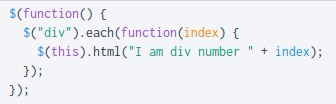 $(function() {
  $("div").each(function(index) {
    $(this).html("I am div number " + index);
  });
});